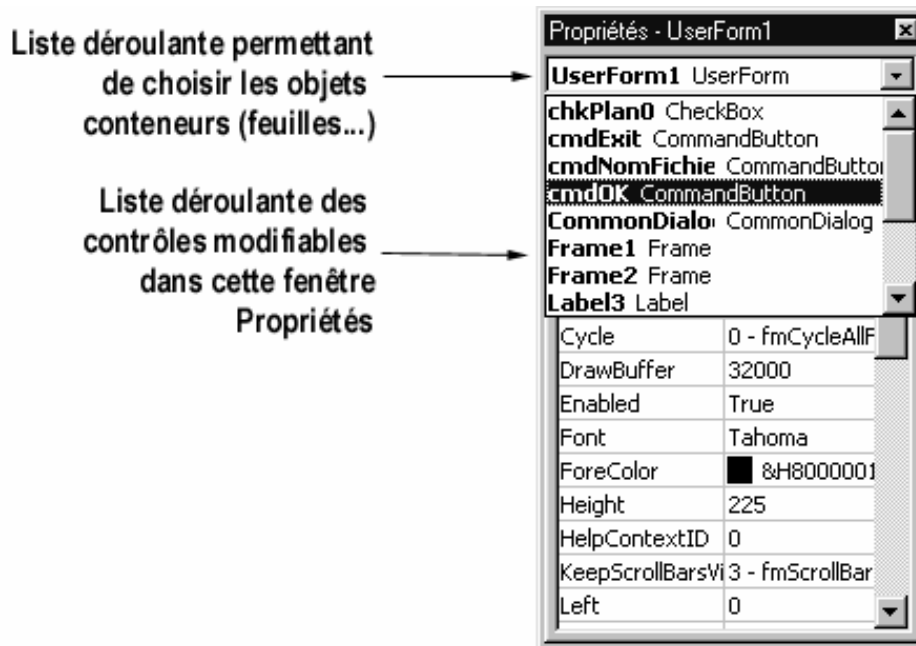 Liste déroulante permettant
de choisir les objets
conteneurs (feuilles...)
Liste déroulante des
contrôles modifiables
dans cette fenêtre
Propriétés
Propriétés - UserForm1
UserForm1 UserForm
chkPlan0 CheckBox
cmdExit CommandButton
cmdNomFichie CommandButton
cmdOK CommandButton
CommonDialo CommonDialog
Frame1 Frame
Frame2 Frame
Label3 Label
Cycle 0 - fmCycleAllF
DrawBuffer 32000
Enabled True
Font Tahoma
ForeColor &H8000001
Height 225
HelpContextID 0
KeepScrollBarsVi 3 - fmScrollBar
Left 0